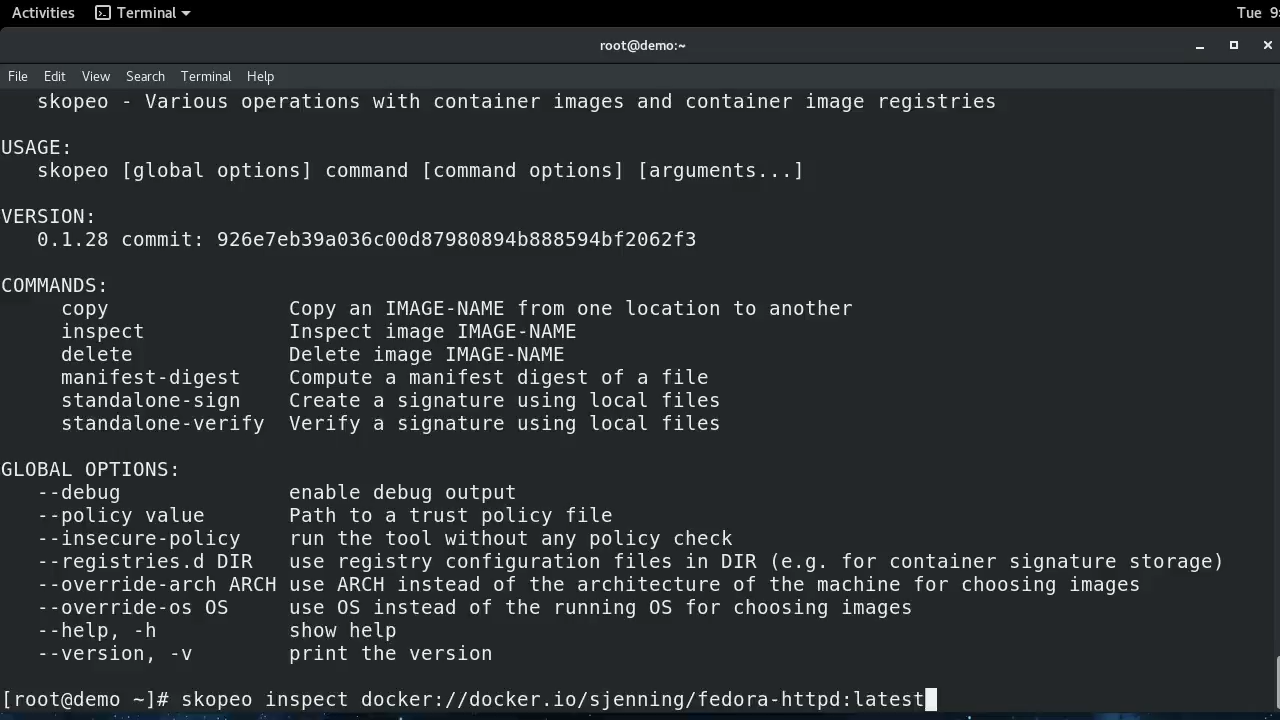 Activities Terminal Tue 9:
root@demo:~
File Edit View Search Terminal Help
skopeo - Various operations with container images and container image registries
USAGE:
skopeo [global options] command [command options] [arguments...]
VERSION:
0.1.28 commit: 926e7eb39a036c00d87980894b888594bf2062f3
COMMANDS:
copy Copy an IMAGE-NAME from one location to another
inspect Inspect image IMAGE-NAME
delete Delete image IMAGE-NAME
manifest-digest Compute a manifest digest of a file
standalone-sign Create a signature using local files
standalone-verify Verify a signature using local files
GLOBAL OPTIONS:
--debug enable debug output
--policy value Path to a trust policy file
--insecure-policy run the tool without any policy check
--registries.d DIR use registry configuration files in DIR (e.g. for container signature storage)
--override-arch ARCH use ARCH instead of the architecture of the machine for choosing images
--override-os OS use OS instead of the running OS for choosing images
--help, -h show help
--version, -v print the version
[root@demo ~]# skopeo inspect docker://docker.io/sjenning/fedora-httpd:latest